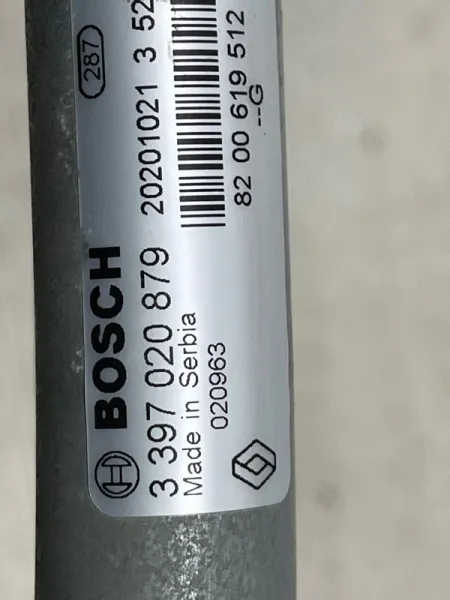 BOSCH
3 397 020 879
Made in Serbia
020963
287
20201021 3 52
82 00 619 512
--G